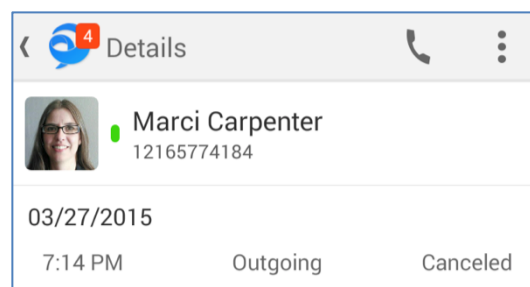 4
Details
Marci Carpenter
12165774184
03/27/2015
7:14 PM Outgoing Canceled